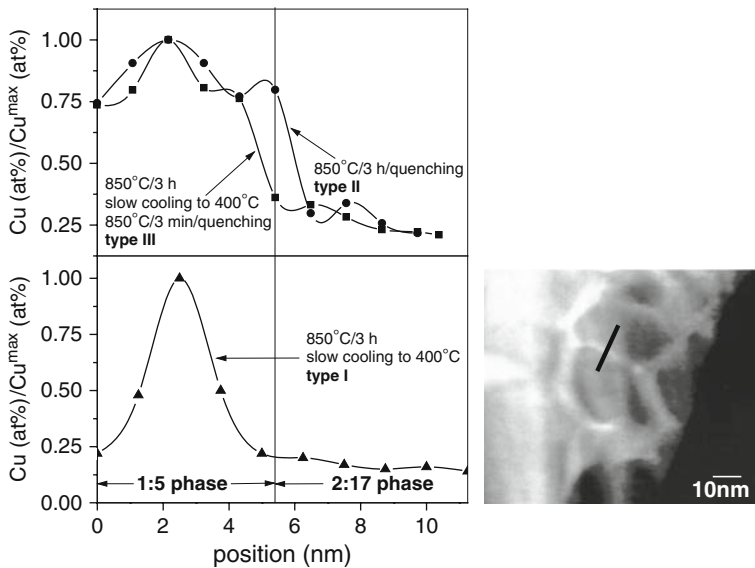 Cu (at%)/Cu^max (at%)
1.00
0.75
0.50
0.25
850°C/3 h
slow cooling to 400°C
850°C/3 min/quenching
type III
850°C/3 h/quenching
type II
Cu (at%)/Cu^max (at%)
1.00
0.75
0.50
0.25
0.00
850°C/3 h
slow cooling to 400°C
type I
1:5 phase
2:17 phase
0 2 4 6 8 10
position (nm)
10nm